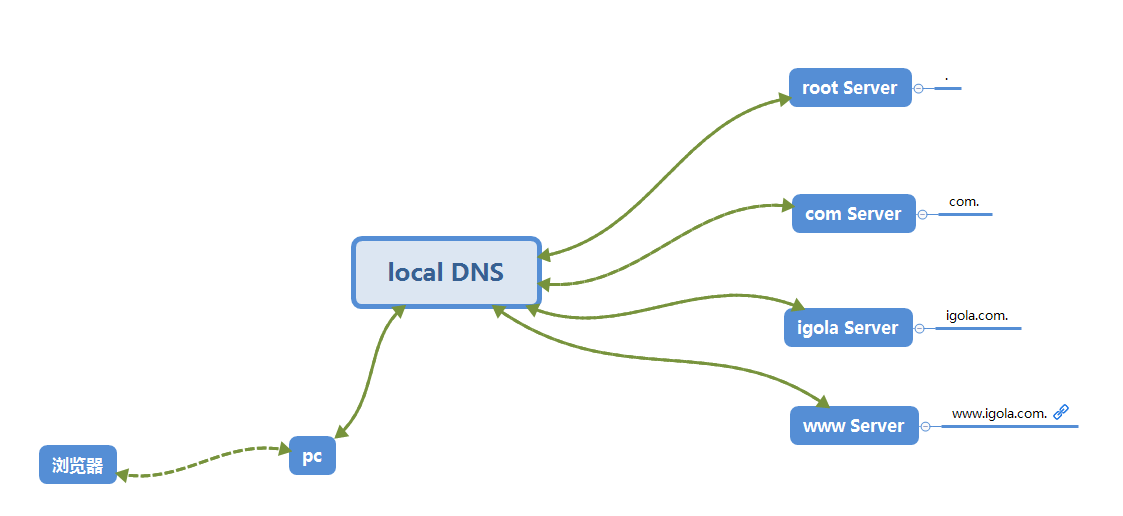 root Server
.
com Server
com.
local DNS
igola Server
igola.com.
www Server
www.igola.com.
pc
浏览器